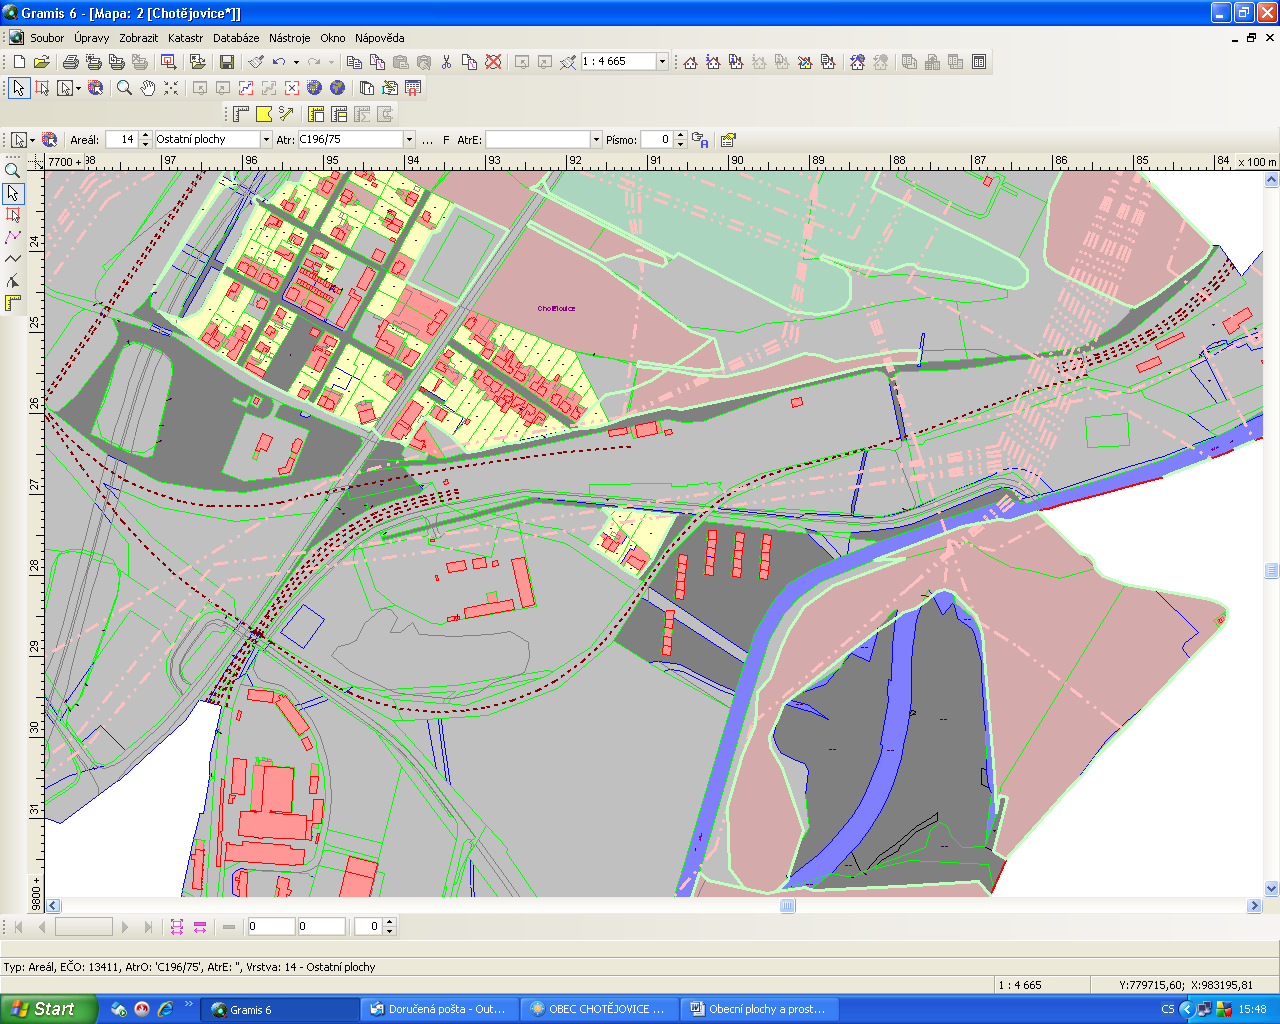 Gramis 6 - [Mapa: 2 [Chotějovice*]]
Soubor Úpravy Zobrazit Katastr Databáze Nástroje Okno Nápověda
1 : 4 665
Areál: 14 Ostatní plochy Atr: C196/75 ... F AtrE: Písmo: 0
7700 + 98 97 96 95 94 93 92 91 90 89 88 87 86 85 84 x 100 m
24
25
26
27
28
29
30
31
9800 +
Chotějovice
0 0 0
Typ: Areál, EČO: 13411, AtrO: 'C196/75', AtrE: '', Vrstva: 14 - Ostatní plochy
1 : 4 665 Y:779715,60; X:983195,81
Start Gramis 6 Doručená pošta - Out... OBEC CHOTĚJOVICE ... Obecní plochy a prost... CS 15:48